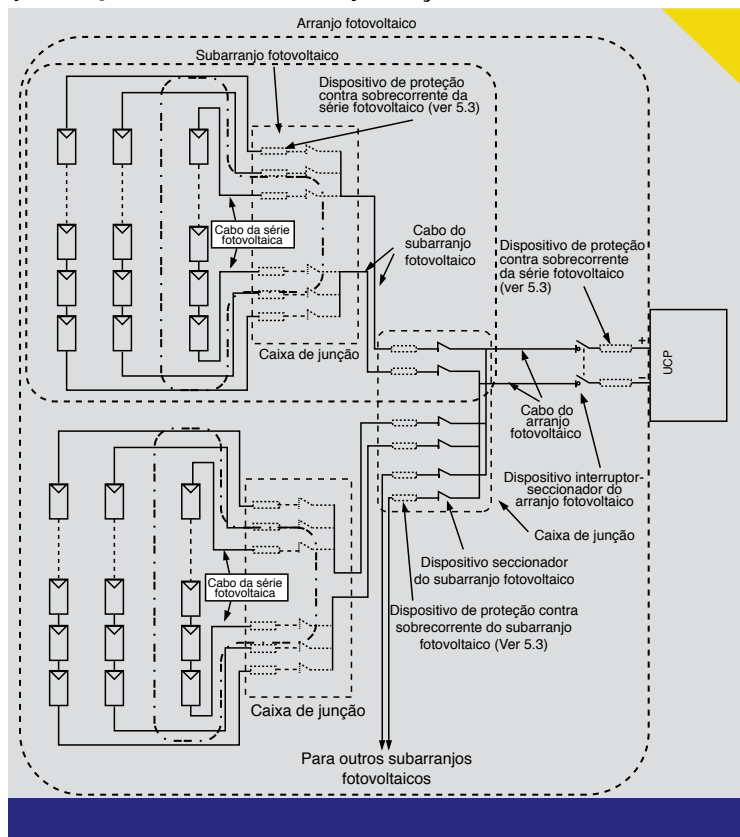 Arranjo fotovoltaico
Subarranjo fotovoltaico
Dispositivo de proteção
contra sobrecorrente da
série fotovoltaico (ver 5.3)
Cabo da série
fotovoltaica
Cabo do
subarranjo
fotovoltaico
Dispositivo de proteção
contra sobrecorrente
da série fotovoltaico
(ver 5.3)
Caixa de junção
+
UCP
–
Cabo do
arranjo
fotovoltáico
Dispositivo interruptor-
seccionador do
arranjo fotovoltaico
Caixa de junção
Dispositivo seccionador
do subarranjo fotovoltaico
Cabo da série
fotovoltaica
Dispositivo de proteção contra
sobrecorrente do subarranjo
fotovoltaico (Ver 5.3)
Caixa de junção
Para outros subarranjos
fotovoltaicos